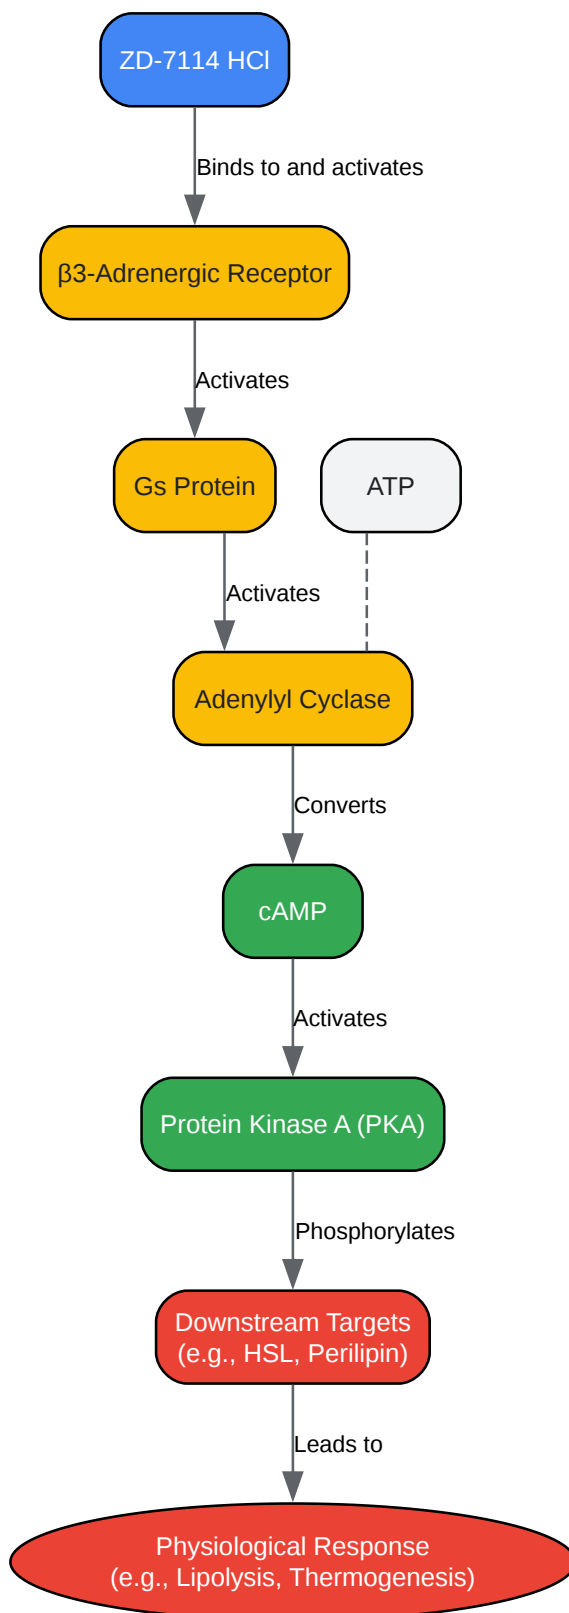 ZD-7114 HCl
Binds to and activates
β3-Adrenergic Receptor
Activates
Gs Protein
ATP
Activates
Adenylyl Cyclase
Converts
cAMP
Activates
Protein Kinase A (PKA)
Phosphorylates
Downstream Targets
(e.g., HSL, Perilipin)
Leads to
Physiological Response
(e.g., Lipolysis, Thermogenesis)